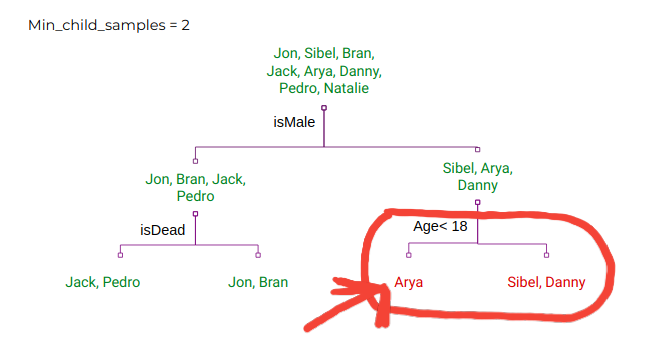 Min_child_samples = 2
Jon, Sibel, Bran,
Jack, Arya, Danny,
Pedro, Natalie
isMale
Jon, Bran, Jack,
Pedro
Sibel, Arya,
Danny
isDead
Age< 18
Jack, Pedro
Jon, Bran
Arya
Sibel, Danny